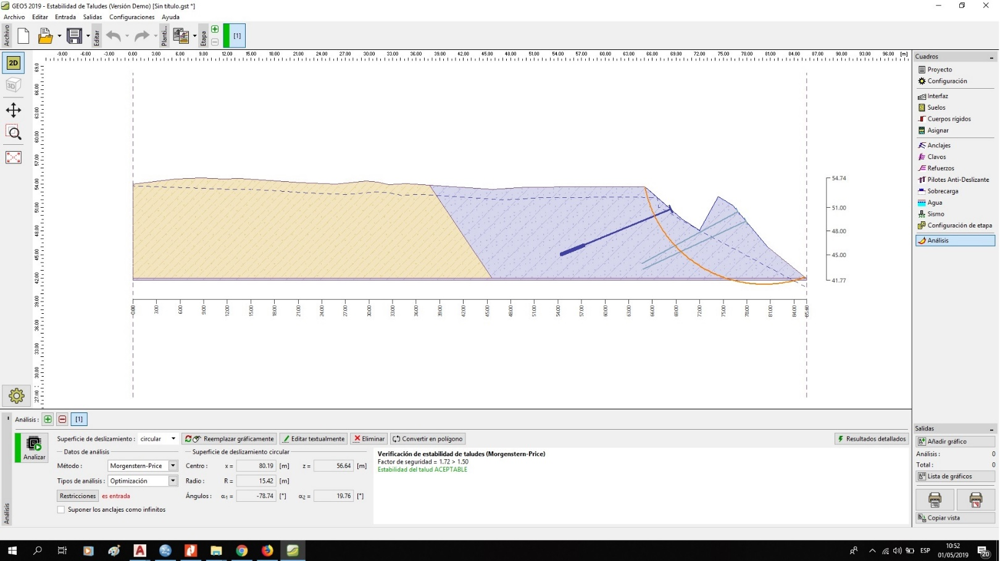 GEO5 2019 - Estabilidad de Taludes (Versión Demo) [Sin título.gst *]
Archivo Editar Entrada Salidas Configuraciones Ayuda
Archivo
Editar
Planti...
Etapa
[1]
-9.00 -6.00 -3.00 0.00 3.00 6.00 9.00 12.00 15.00 18.00 21.00 24.00 27.00 30.00 33.00 36.00 39.00 42.00 45.00 48.00 51.00 54.00 57.00 60.00 63.00 66.00 69.00 72.00 75.00 78.00 81.00 84.00 87.00 90.00 93.00 96.00 [m]
2D
3D
69.0
66.00
63.00
60.00
57.00
54.00
51.00
48.00
45.00
42.00
39.00
36.00
33.00
30.00
27.00
54.74
51.00
48.00
45.00
41.77
0.00 3.00 6.00 9.00 12.00 15.00 18.00 21.00 24.00 27.00 30.00 33.00 36.00 39.00 42.00 45.00 48.00 51.00 54.00 57.00 60.00 63.00 66.00 69.00 72.00 75.00 78.00 81.00 84.00 85.60
Cuadros
Proyecto
Configuración
Interfaz
Suelos
Cuerpos rígidos
Asignar
Anclajes
Clavos
Refuerzos
Pilotes Anti-Deslizante
Sobrecarga
Agua
Sismo
Configuración de etapa
Análisis
Análisis : [1]
Analizar
Superficie de deslizamiento : circular
Reemplazar gráficamente
Editar textualmente
Eliminar
Convertir en polígono
Resultados detallados
Datos de análisis
Método : Morgenstern-Price
Tipos de análisis : Optimización
Restricciones es entrada
Suponer los anclajes como infinitos
Superficie de deslizamiento circular
Centro : x = 80.19 [m] z = 56.64 [m]
Radio : R = 15.42 [m]
Ángulos : α1 = -78.74 [°] α2 = 19.76 [°]
Verificación de estabilidad de taludes (Morgenstern-Price)
Factor de seguridad = 1.72 > 1.50
Estabilidad del talud ACEPTABLE
Análisis
Salidas
Añadir gráfico
Análisis : 0
Total : 0
Lista de gráficos
Copiar vista
ESP
10:52
01/05/2019
20